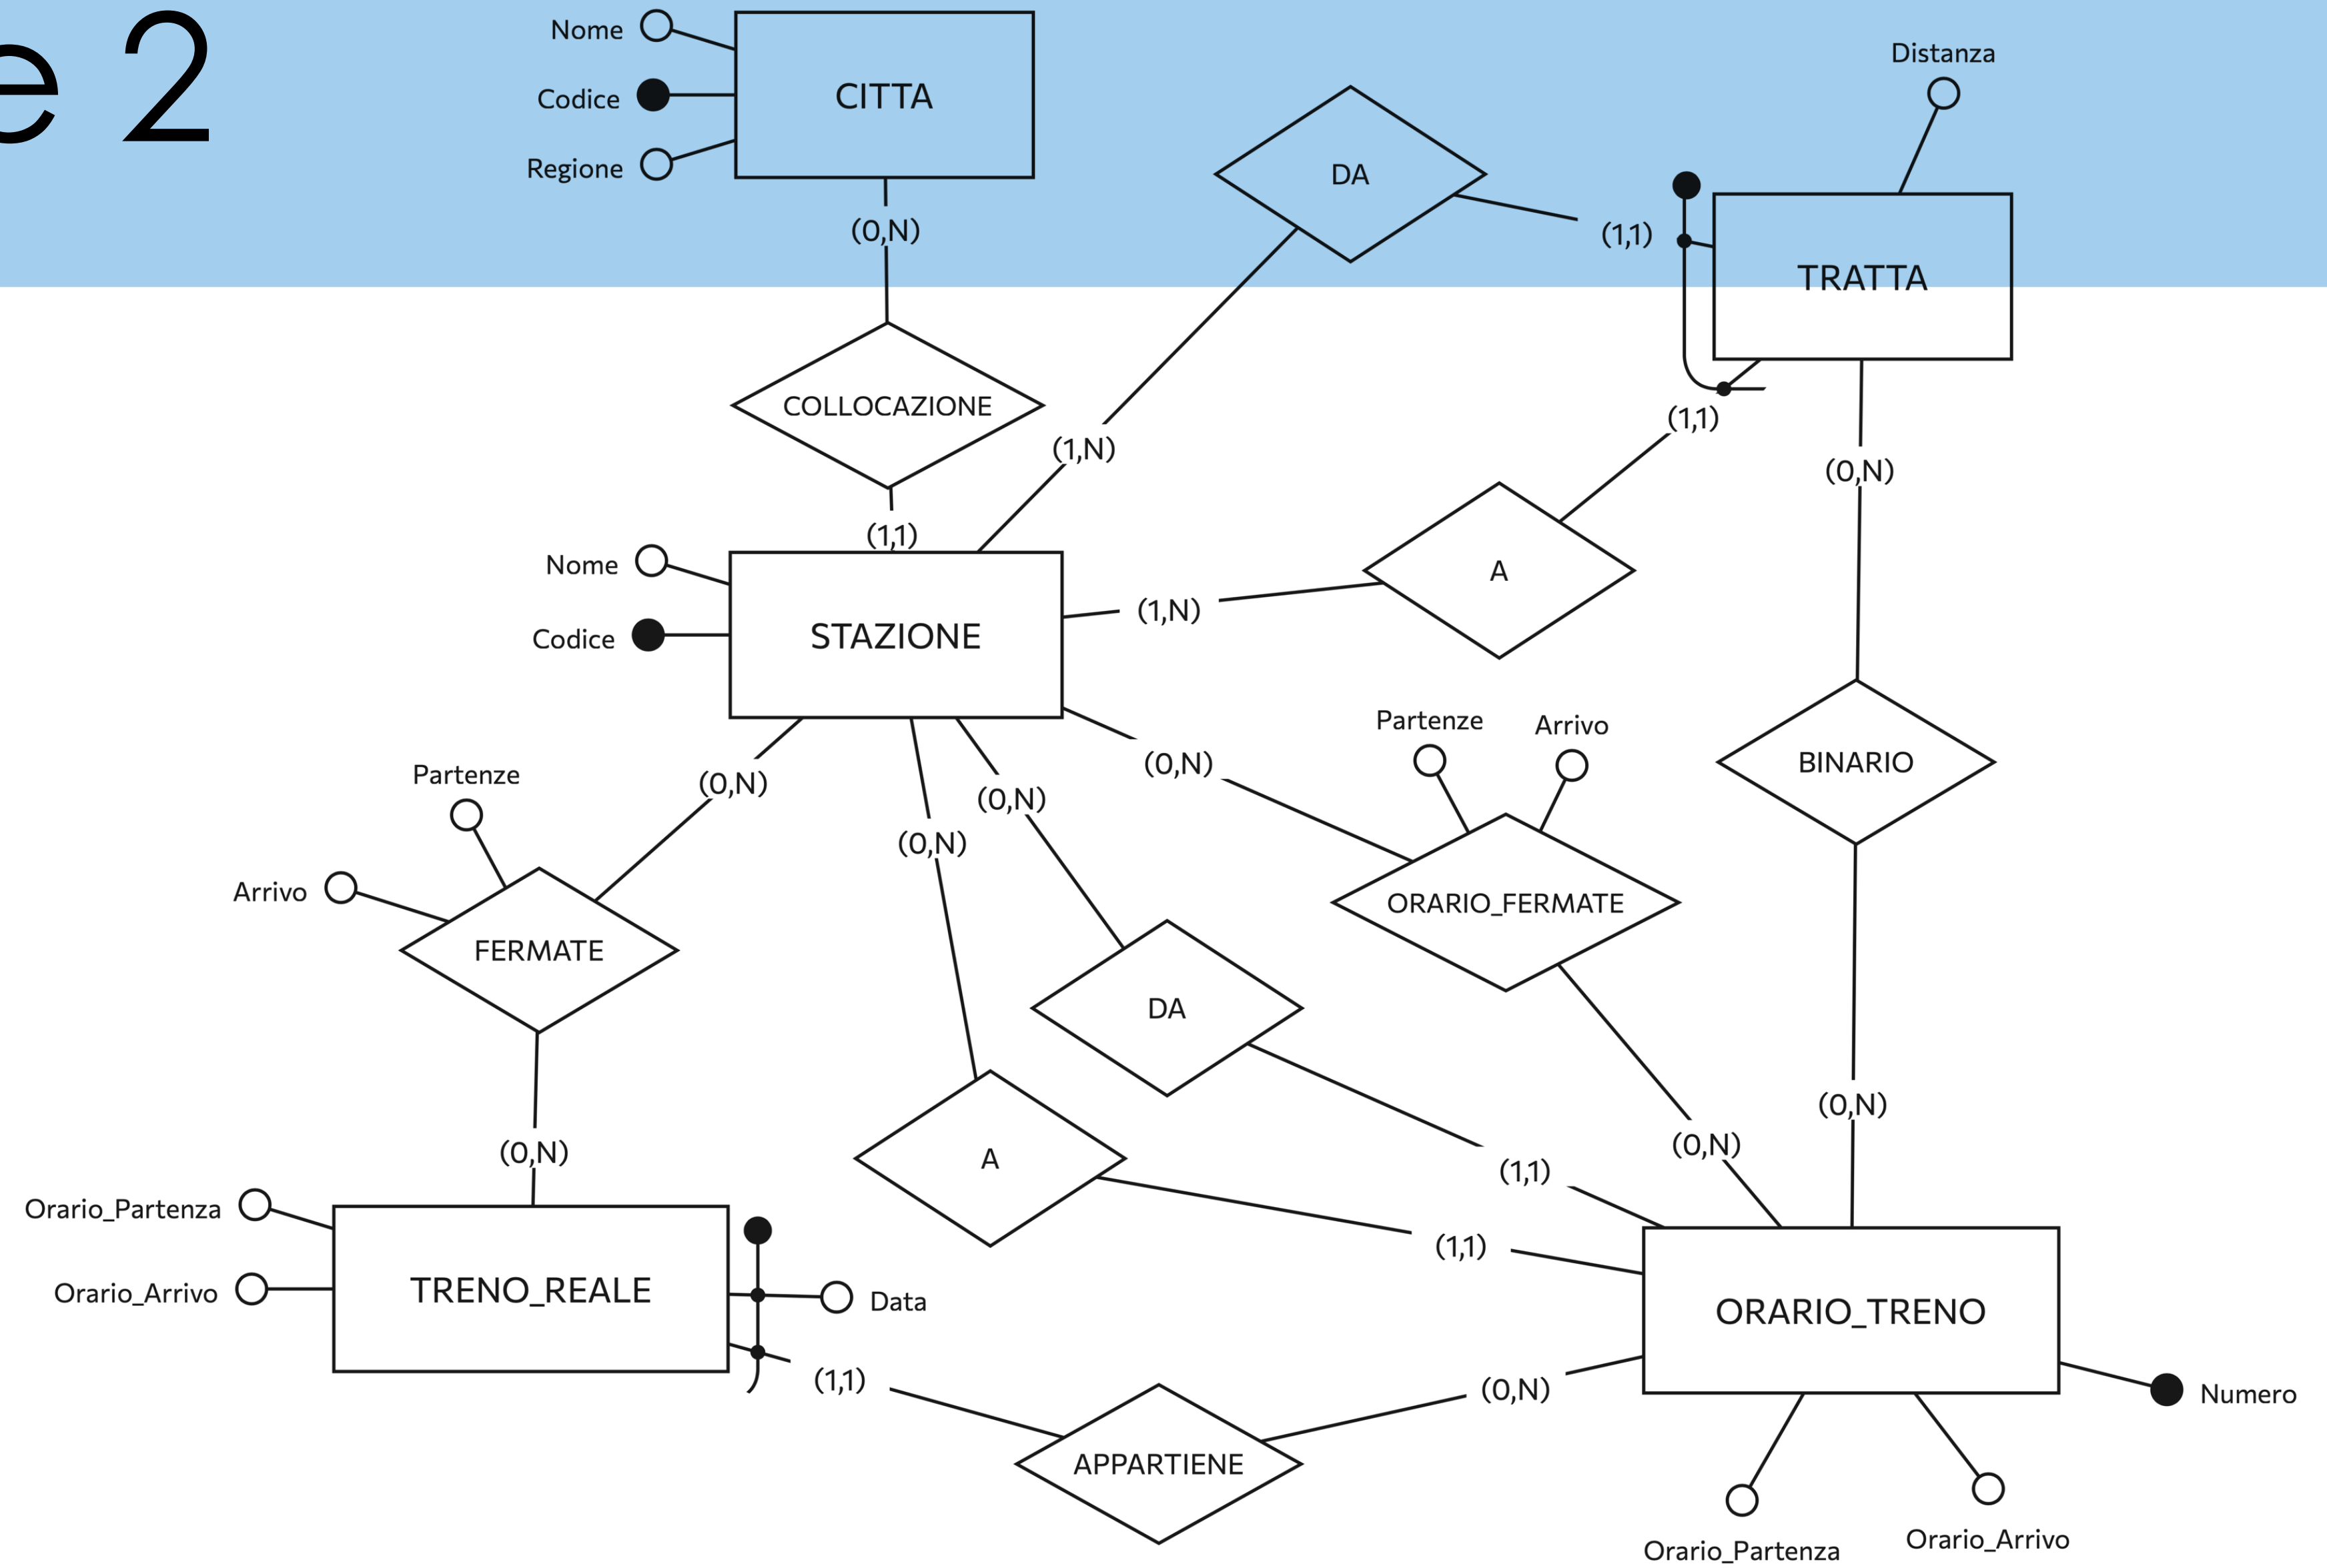 e 2
Nome
Codice
Regione
CITTA
(0,N)
COLLOCAZIONE
(1,1)
DA
(1,1)
(1,N)
Distanza
TRATTA
(1,1)
(0,N)
Nome
Codice
STAZIONE
(1,N)
A
BINARIO
(0,N)
(0,N)
Partenze
Arrivo
ORARIO_FERMATE
(0,N)
(0,N)
Partenze
Arrivo
FERMATE
(0,N)
(0,N)
(0,N)
DA
(1,1)
(0,N)
A
(1,1)
Orario_Partenza
Orario_Arrivo
TRENO_REALE
Data
(1,1)
APPARTIENE
(0,N)
ORARIO_TRENO
Numero
Orario_Partenza
Orario_Arrivo